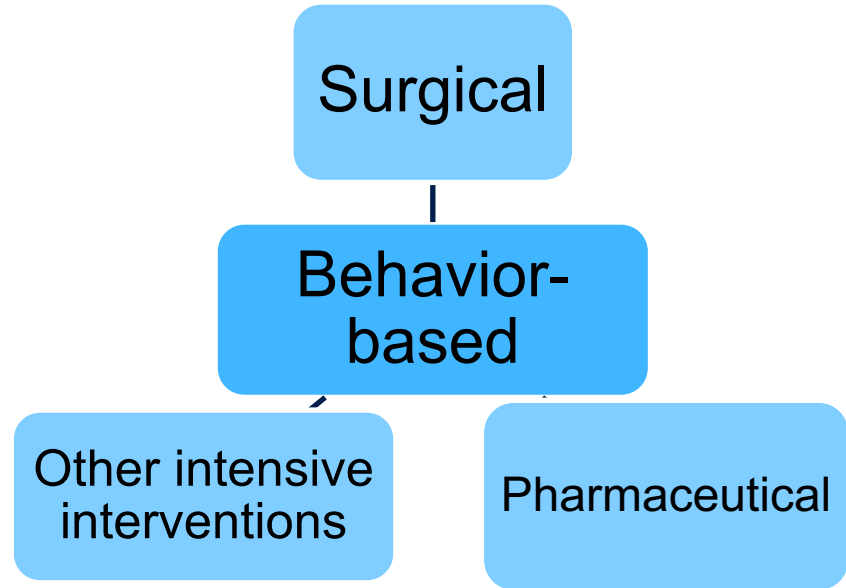 Surgical
Behavior-
based
Other intensive
interventions
Pharmaceutical